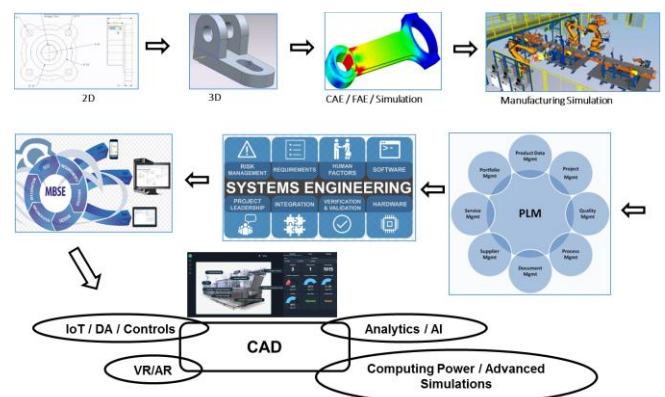 2D
3D
CAE / FAE / Simulation
Manufacturing Simulation
MBSE
RISK
MANAGEMENT
REQUIREMENTS
HUMAN
FACTORS
SOFTWARE
SYSTEMS ENGINEERING
PROJECT
LEADERSHIP
INTEGRATION
VERIFICATION
& VALIDATION
HARDWARE
Product Data
Mgmt
Portfolio
Mgmt
Project
Mgmt
Service
Mgmt
PLM
Quality
Mgmt
Supplier
Mgmt
Process
Mgmt
Document
Mgmt
IoT / DA / Controls
Analytics / AI
CAD
VR/AR
Computing Power / Advanced
Simulations